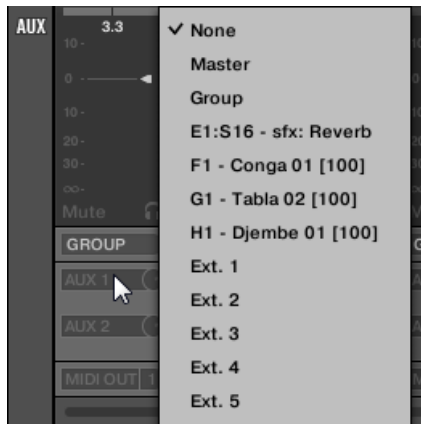 AUX
3.3
10 -
0 -
10 -
20 -
30 -
∞-
Mute
GROUP
AUX 1
AUX 2
MIDI OUT 1
✓ None
Master
Group
E1:S16 - sfx: Reverb
F1 - Conga 01 [100]
G1 - Tabla 02 [100]
H1 - Djembe 01 [100]
Ext. 1
Ext. 2
Ext. 3
Ext. 4
Ext. 5